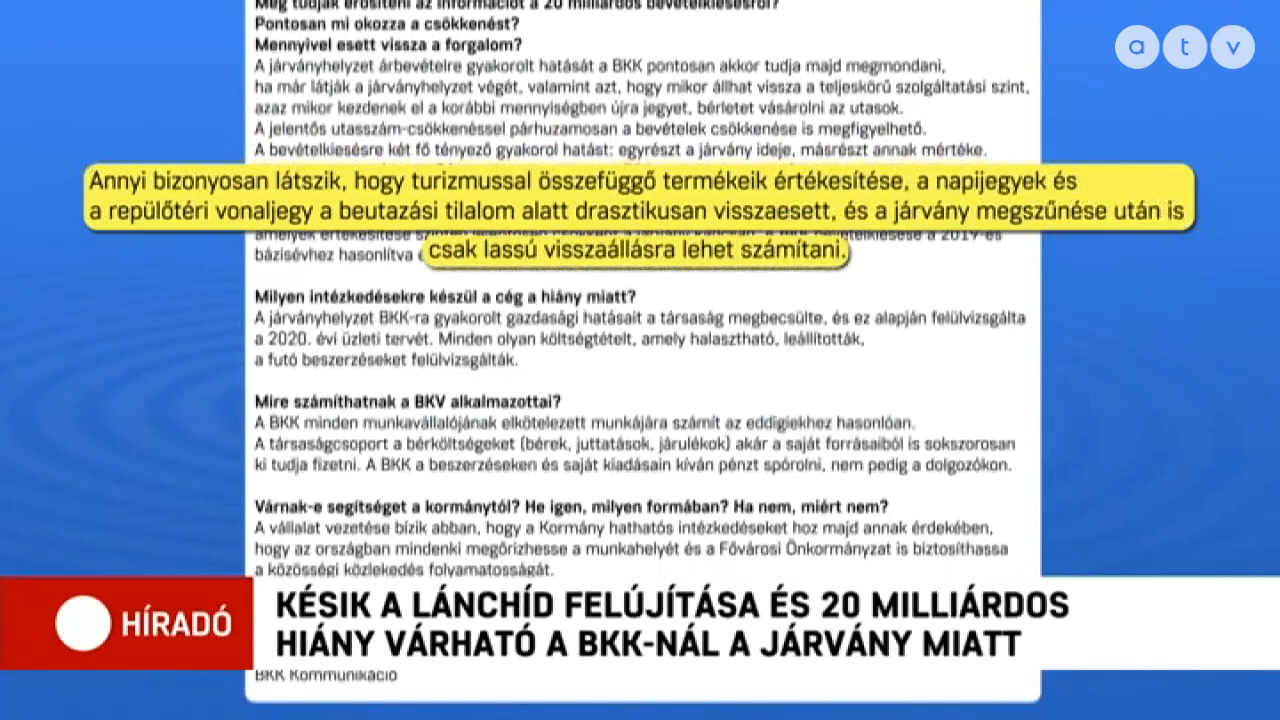 atv
Meg tudják erősíteni az információt a 20 milliárdos bevételkiesésről?
Pontosan mi okozza a csökkenést?
Mennyivel esett vissza a forgalom?
A járványhelyzet árbevételre gyakorolt hatását a BKK pontosan akkor tudja majd megmondani,
ha már látják a járványhelyzet végét, valamint azt, hogy mikor állhat vissza a teljeskörű szolgáltatási szint,
azaz mikor kezdenek el a korábbi mennyiségben újra jegyet, bérletet vásárolni az utasok.
A jelentős utasszám-csökkenéssel párhuzamosan a bevételek csökkenése is megfigyelhető.
A bevételkiesésre két fő tényező gyakorol hatást: egyrészt a járvány ideje, másrészt annak mértéke.
Annyi bizonyosan látszik, hogy turizmussal összefüggő termékeik értékesítése, a napijegyek és
a repülőtéri vonaljegy a beutazási tilalom alatt drasztikusan visszaesett, és a járvány megszűnése után is
csak lassú visszaállásra lehet számítani.
bázisévhez hasonlítva
Milyen intézkedésekre készül a cég a hiány miatt?
A járványhelyzet BKK-ra gyakorolt gazdasági hatásait a társaság megbecsülte, és ez alapján felülvizsgálta
a 2020. évi üzleti tervét. Minden olyan költségtételt, amely halasztható, leállították,
a futó beszerzéseket felülvizsgálták.
Mire számíthatnak a BKV alkalmazottai?
A BKK minden munkavállalójának elkötelezett munkájára számít az eddigiekhez hasonlóan.
A társaságcsoport a bérköltségeket (bérek, juttatások, járulékok) akár a saját forrásaiból is sokszorosan
ki tudja fizetni. A BKK a beszerzéseken és saját kiadásain kíván pénzt spórolni, nem pedig a dolgozókon.
Várnak-e segítséget a kormánytól? He igen, milyen formában? Ha nem, miért nem?
A vállalat vezetése bízik abban, hogy a Kormány hathatós intézkedéseket hoz majd annak érdekében,
hogy az országban mindenki megőrizhesse a munkahelyét és a Fővárosi Önkormányzat is biztosíthassa
a közösségi közlekedés folyamatosságát.
HÍRADÓ
KÉSIK A LÁNCHÍD FELÚJÍTÁSA ÉS 20 MILLIÁRDOS
HIÁNY VÁRHATÓ A BKK-NÁL A JÁRVÁNY MIATT
BKK Kommunikáció